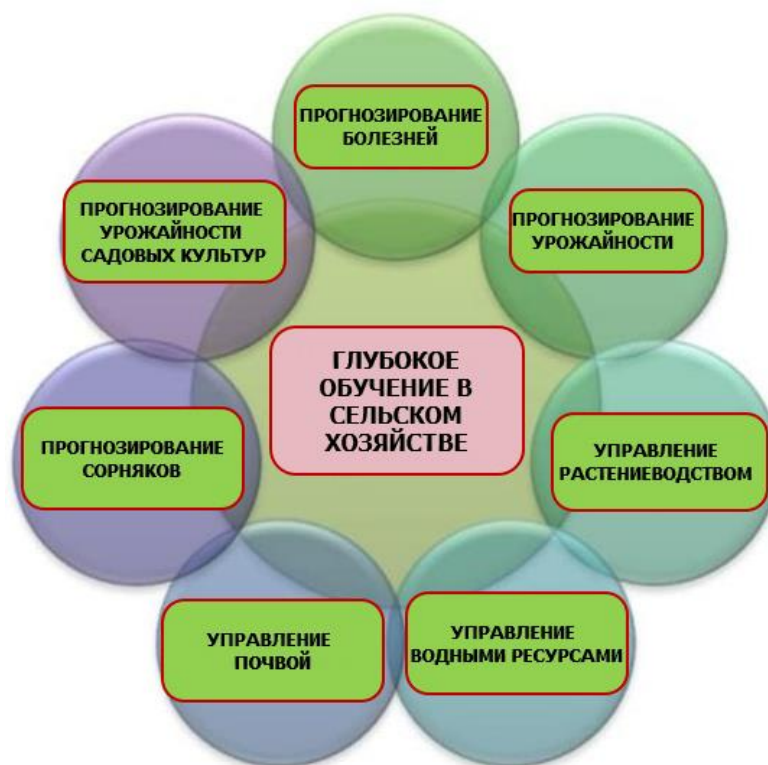 ПРОГНОЗИРОВАНИЕ
БОЛЕЗНЕЙ
ПРОГНОЗИРОВАНИЕ
УРОЖАЙНОСТИ
УПРАВЛЕНИЕ
РАСТЕНИЕВОДСТВОМ
УПРАВЛЕНИЕ
ВОДНЫМИ РЕСУРСАМИ
УПРАВЛЕНИЕ
ПОЧВОЙ
ПРОГНОЗИРОВАНИЕ
СОРНЯКОВ
ПРОГНОЗИРОВАНИЕ
УРОЖАЙНОСТИ
САДОВЫХ КУЛЬТУР
ГЛУБОКОЕ
ОБУЧЕНИЕ В
СЕЛЬСКОМ
ХОЗЯЙСТВЕ